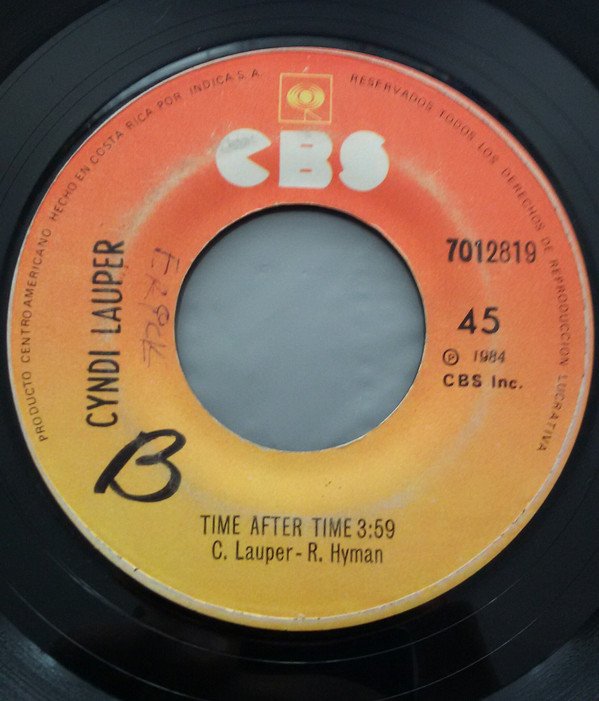 PRODUCTO CENTROAMERICANO HECHO EN COSTA RICA POR INDICA S.A.
RESERVADOS TODOS LOS DERECHOS DE REPRODUCCION LUCRATIVA
CBS
CYNDI LAUPER
7012819
45
℗ 1984
CBS Inc.
B
TIME AFTER TIME 3:59
C. Lauper - R. Hyman